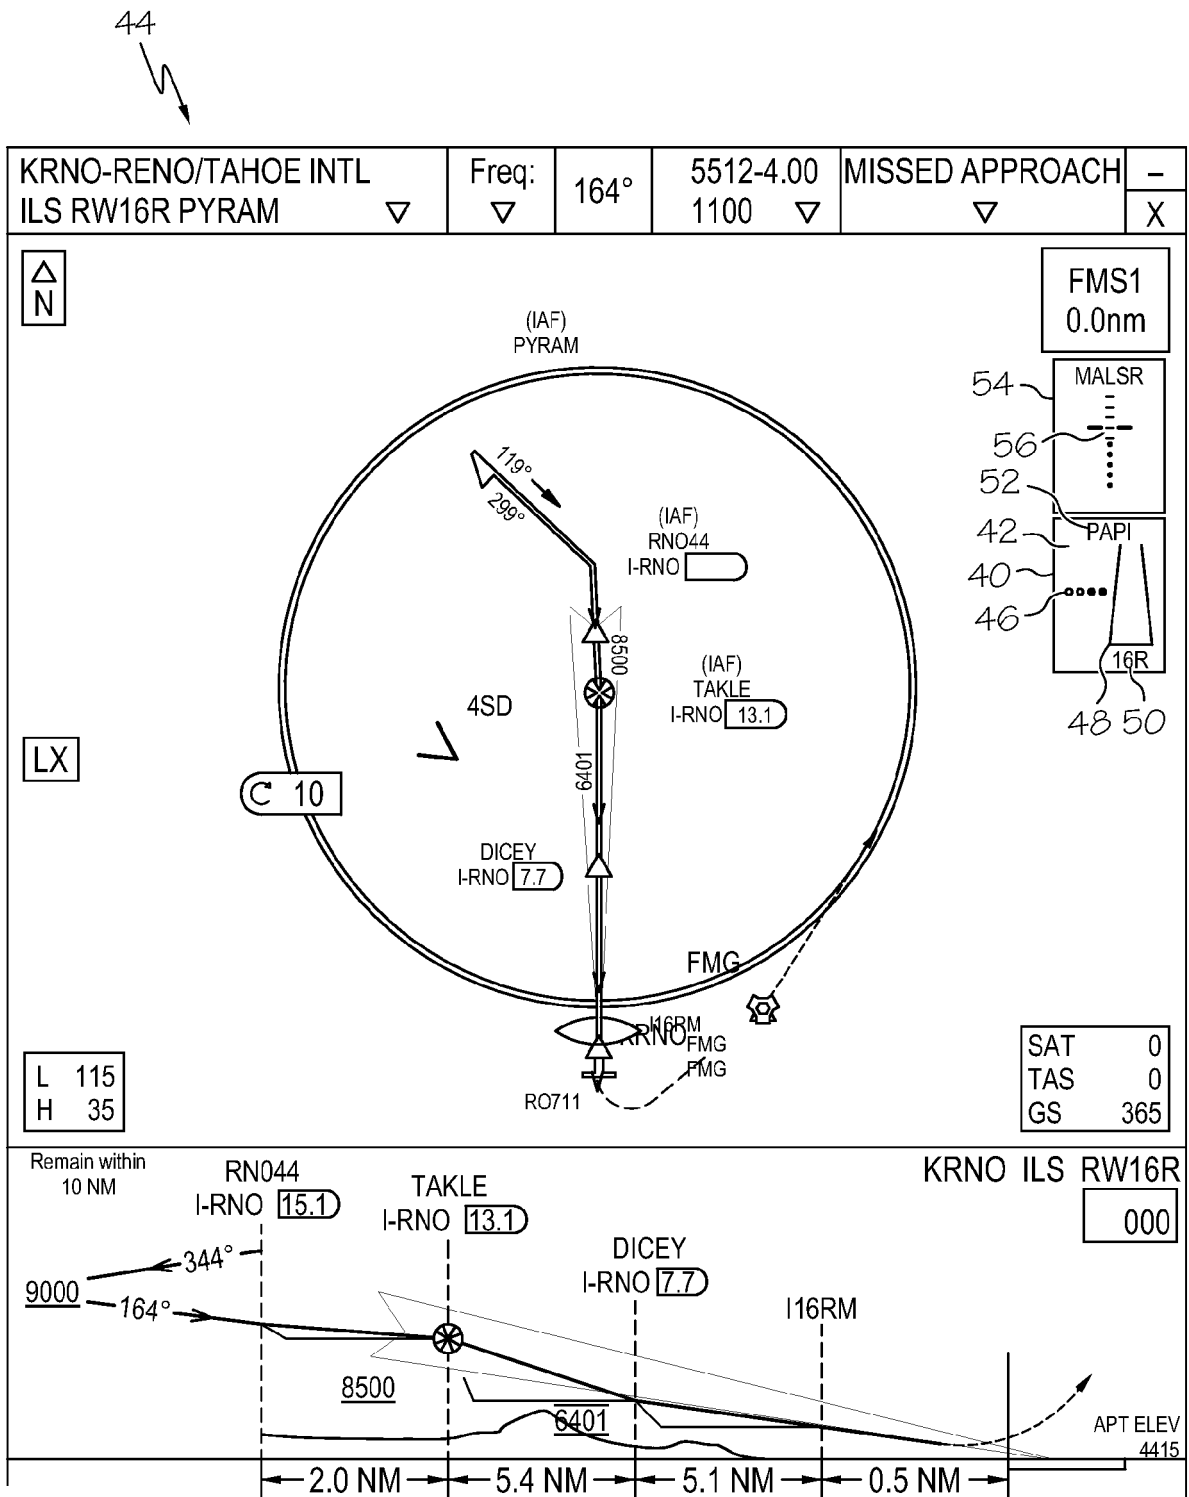 44
KRNO-RENO/TAHOE INTL
ILS RW16R PYRAM
Freq:
164°
5512-4.00
1100
MISSED APPROACH
–
X
N
FMS1
0.0nm
(IAF)
PYRAM
54
MALSR
56
119°
299°
52
PAPI
42
40
46
16R
48 50
(IAF)
RNO44
I-RNO
8500
(IAF)
TAKLE
I-RNO 13.1
4SD
6401
LX
10
DICEY
I-RNO 7.7
FMG
I16RM
KRNO
FMG
FMG
RO711
L 115
H 35
SAT 0
TAS 0
GS 365
Remain within
10 NM
RN044
I-RNO 15.1
TAKLE
I-RNO 13.1
KRNO ILS RW16R
000
DICEY
I-RNO 7.7
344°
9000
164°
I16RM
8500
6401
APT ELEV
4415
2.0 NM
5.4 NM
5.1 NM
0.5 NM